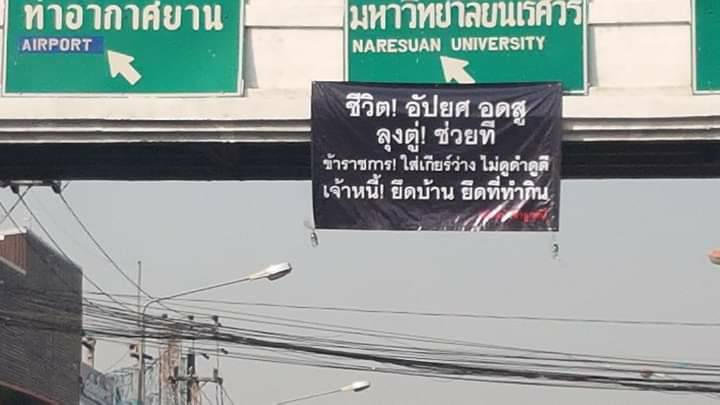 ท่าอากาศยาน
AIRPORT
มหาวิทยาลัยนเรศวร
NARESUAN UNIVERSITY
ชีวิต! อัปยศ อดสู
ลุงตู่! ช่วยที
ข้าราชการ! ใส่เกียร์ว่าง ไม่ดูดำดูดี
เจ้าหนี้! ยึดบ้าน ยึดที่ทำกิน